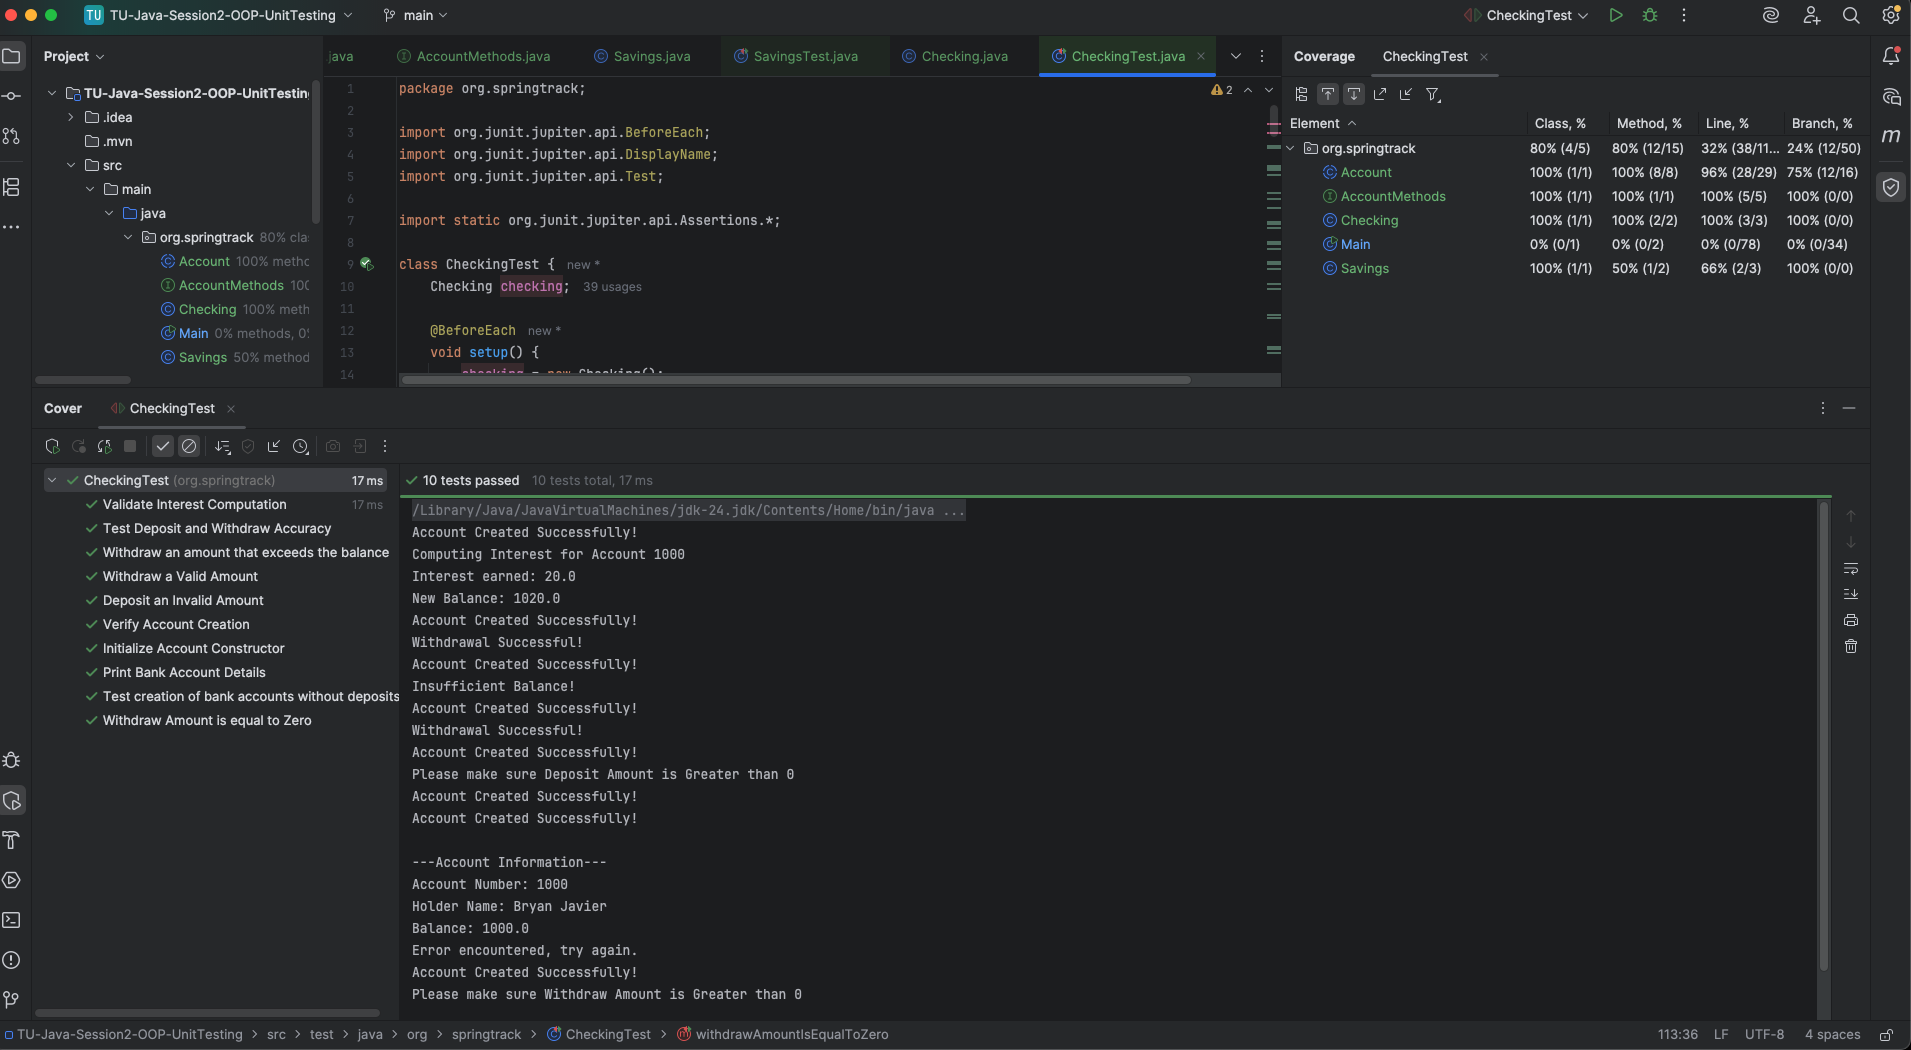 TU TU-Java-Session2-OOP-UnitTesting main CheckingTest
Project
TU-Java-Session2-OOP-UnitTestin
.idea
.mvn
src
main
java
org.springtrack 80% cla
Account 100% metho
AccountMethods 100
Checking 100% meth
Main 0% methods, 0%
Savings 50% method
java AccountMethods.java Savings.java SavingsTest.java Checking.java CheckingTest.java
2
1 package org.springtrack;
2
3 import org.junit.jupiter.api.BeforeEach;
4 import org.junit.jupiter.api.DisplayName;
5 import org.junit.jupiter.api.Test;
6
7 import static org.junit.jupiter.api.Assertions.*;
8
9 class CheckingTest { new *
10 Checking checking; 39 usages
11
12 @BeforeEach new *
13 void setup() {
14 checking = new Checking();
Coverage CheckingTest
Element Class, % Method, % Line, % Branch, %
org.springtrack 80% (4/5) 80% (12/15) 32% (38/11... 24% (12/50)
Account 100% (1/1) 100% (8/8) 96% (28/29) 75% (12/16)
AccountMethods 100% (1/1) 100% (1/1) 100% (5/5) 100% (0/0)
Checking 100% (1/1) 100% (2/2) 100% (3/3) 100% (0/0)
Main 0% (0/1) 0% (0/2) 0% (0/78) 0% (0/34)
Savings 100% (1/1) 50% (1/2) 66% (2/3) 100% (0/0)
m
Cover CheckingTest
CheckingTest (org.springtrack) 17 ms
Validate Interest Computation 17 ms
Test Deposit and Withdraw Accuracy
Withdraw an amount that exceeds the balance
Withdraw a Valid Amount
Deposit an Invalid Amount
Verify Account Creation
Initialize Account Constructor
Print Bank Account Details
Test creation of bank accounts without deposits
Withdraw Amount is equal to Zero
10 tests passed 10 tests total, 17 ms
/Library/Java/JavaVirtualMachines/jdk-24.jdk/Contents/Home/bin/java ...
Account Created Successfully!
Computing Interest for Account 1000
Interest earned: 20.0
New Balance: 1020.0
Account Created Successfully!
Withdrawal Successful!
Account Created Successfully!
Insufficient Balance!
Account Created Successfully!
Withdrawal Successful!
Account Created Successfully!
Please make sure Deposit Amount is Greater than 0
Account Created Successfully!
Account Created Successfully!
---Account Information---
Account Number: 1000
Holder Name: Bryan Javier
Balance: 1000.0
Error encountered, try again.
Account Created Successfully!
Please make sure Withdraw Amount is Greater than 0
TU-Java-Session2-OOP-UnitTesting > src > test > java > org > springtrack > CheckingTest > withdrawAmountIsEqualToZero 113:36 LF UTF-8 4 spaces